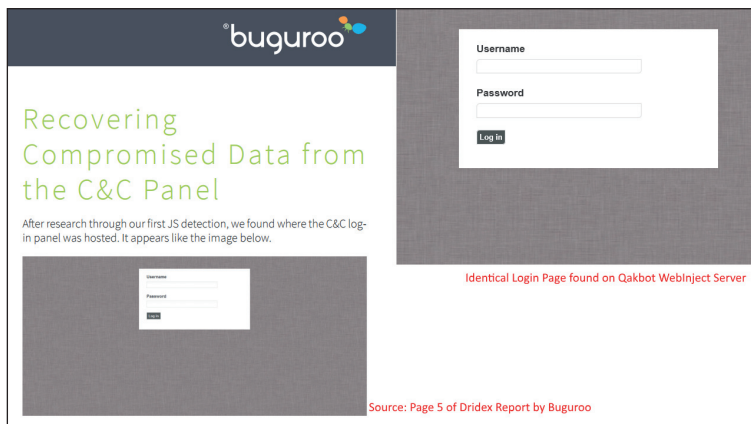 °buguroo
Recovering
Compromised Data from
the C&C Panel
After research through our first JS detection, we found where the C&C log-
in panel was hosted. It appears like the image below.
Username
Password
Log in
Source: Page 5 of Dridex Report by Buguroo
Username
Password
Log in
Identical Login Page found on Qakbot WebInject Server